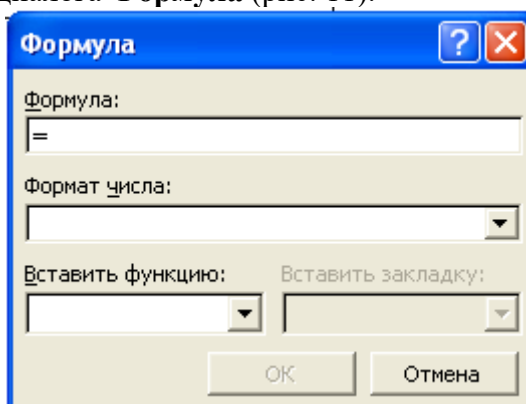 Формула
Формула:
=
Формат числа:
Вставить функцию: Вставить закладку:
ОК Отмена